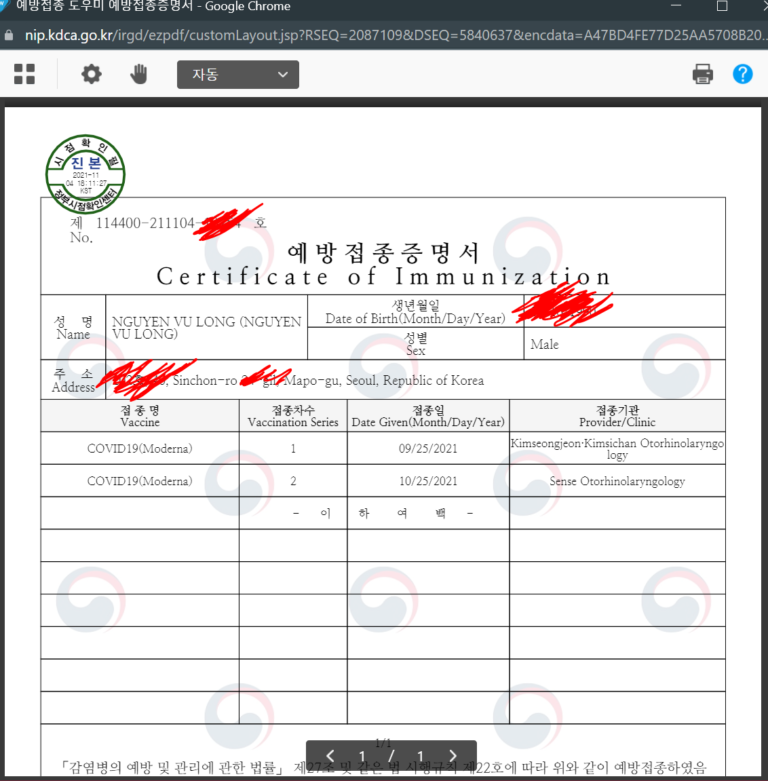 예방접종 도우미 예방접종증명서 - Google Chrome
nip.kdca.go.kr/irgd/ezpdf/customLayout.jsp?RSEQ=2087109&DSEQ=5840637&encdata=A47BD4FE77D25AA5708B20...
자동
시 점 확 인 필
진 본
2021-11
04 18:11:27
KST
정부시점확인센터
제 114400-211104- 호
No.
예방접종증명서
Certificate of Immunization
성 명
Name
NGUYEN VU LONG (NGUYEN
VU LONG)
생년월일
Date of Birth(Month/Day/Year)
성별
Sex
Male
주 소
Address
, Sinchon-ro , Mapo-gu, Seoul, Republic of Korea
접 종 명
Vaccine
접종차수
Vaccination Series
접종일
Date Given(Month/Day/Year)
접종기관
Provider/Clinic
COVID19(Moderna) 1 09/25/2021 Kimseongjeon·Kimsichan Otorhinolaryngo
logy
COVID19(Moderna) 2 10/25/2021 Sense Otorhinolaryngology
- 이 하 여 백 -
1/1
1 / 1
「감염병의 예방 및 관리에 관한 법률」 제27조 및 같은 법 시행규칙 제22호에 따라 위와 같이 예방접종하였음